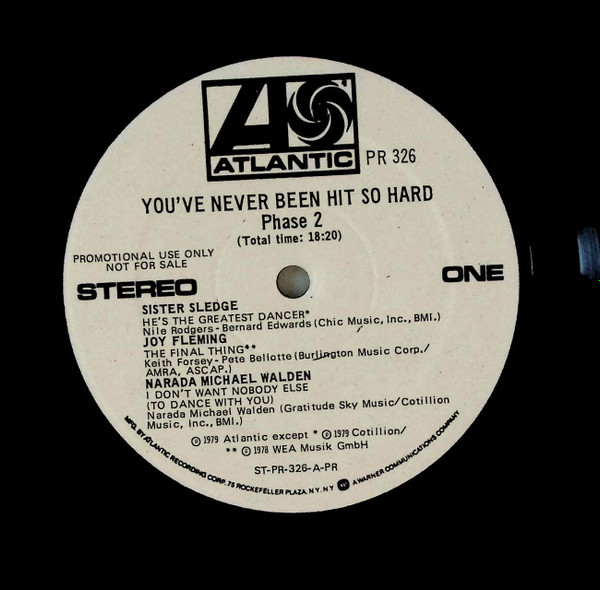 ATLANTIC
PR 326
YOU'VE NEVER BEEN HIT SO HARD
Phase 2
(Total time: 18:20)
PROMOTIONAL USE ONLY
NOT FOR SALE
STEREO
ONE
SISTER SLEDGE
HE'S THE GREATEST DANCER*
Nile Rodgers-Bernard Edwards (Chic Music, Inc., BMI.)
JOY FLEMING
THE FINAL THING**
Keith Forsey-Pete Bellotte (Burlington Music Corp./
AMRA, ASCAP.)
NARADA MICHAEL WALDEN
I DON'T WANT NOBODY ELSE
(TO DANCE WITH YOU)
Narada Michael Walden (Gratitude Sky Music/Cotillion
Music, Inc., BMI.)
℗ 1979 Atlantic except * ℗ 1979 Cotillion/
** ℗ 1978 WEA Musik GmbH
ST-PR-326-A-PR
MFG. BY ATLANTIC RECORDING CORP. 75 ROCKEFELLER PLAZA. N.Y. N.Y. A WARNER COMMUNICATIONS COMPANY